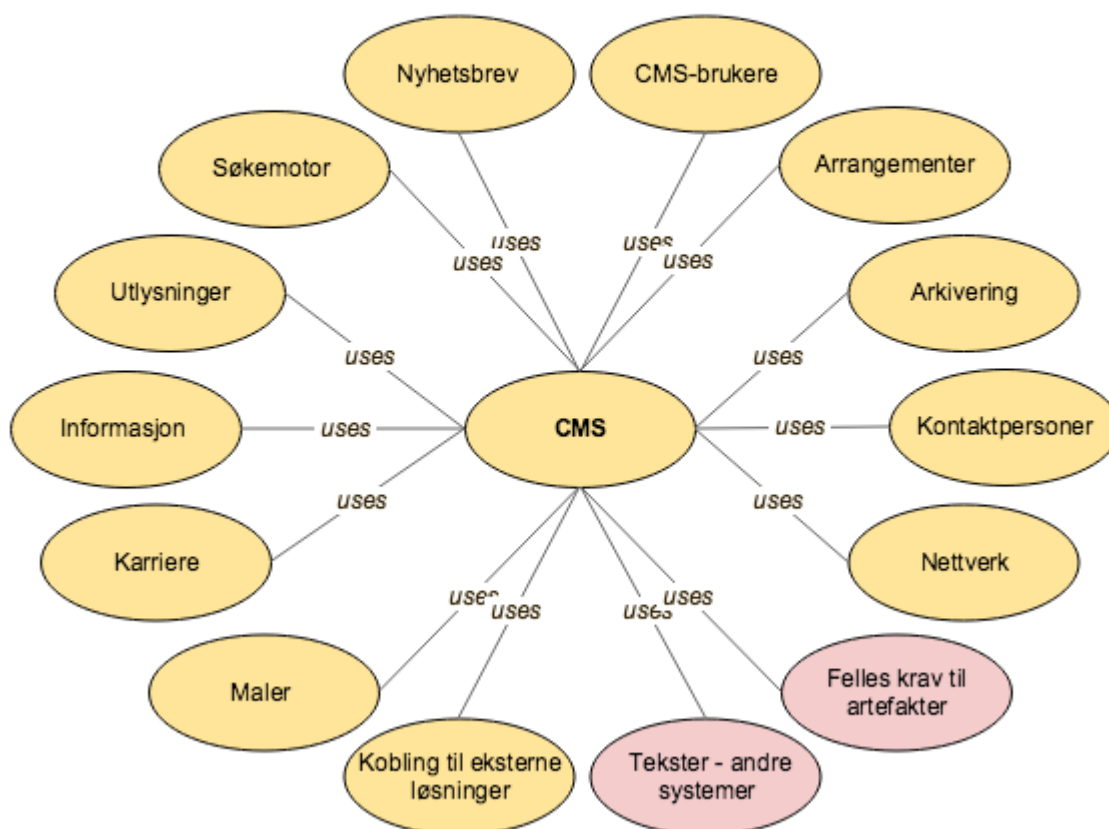 Nyhetsbrev
CMS-brukere
Søkemotor
Arrangementer
uses
uses
uses
uses
Utlysninger
Arkivering
uses
uses
Informasjon
uses
CMS
uses
Kontaktpersoner
uses
uses
Karriere
Nettverk
uses
uses
uses
uses
Maler
Felles krav til
artefakter
Kobling til eksterne
løsninger
Tekster - andre
systemer